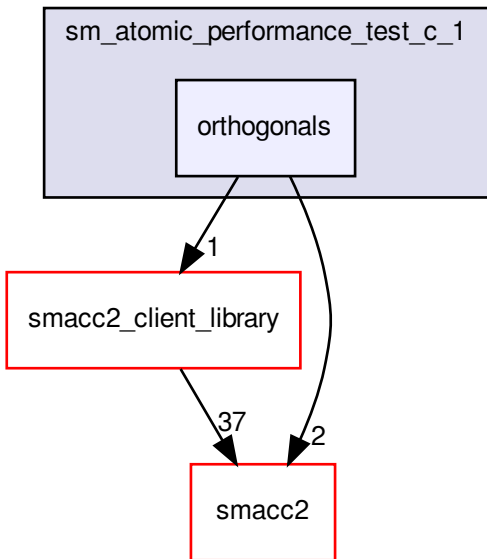 sm_atomic_performance_test_c_1
orthogonals
1
smacc2_client_library
37
2
smacc2